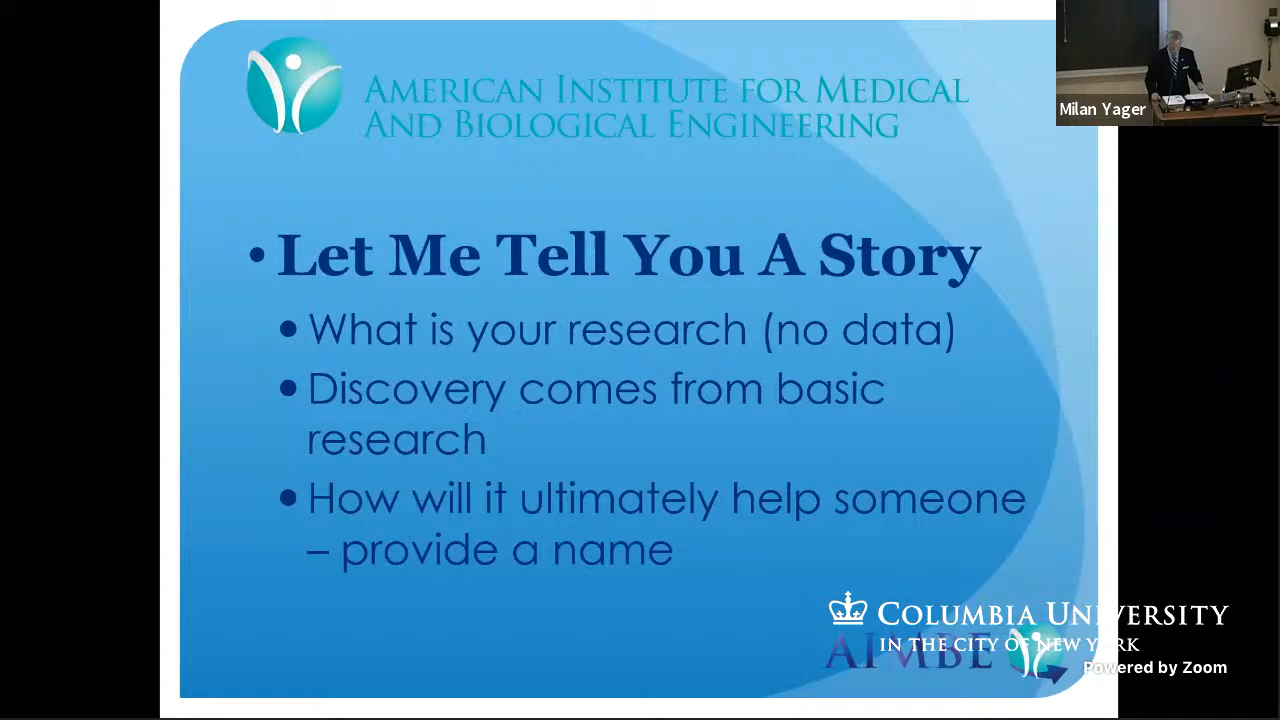 AMERICAN INSTITUTE FOR MEDICAL
AND BIOLOGICAL ENGINEERING
Milan Yager
• Let Me Tell You A Story
• What is your research (no data)
• Discovery comes from basic
research
• How will it ultimately help someone
– provide a name
COLUMBIA UNIVERSITY
IN THE CITY OF NEW YORK
AIMBE
Powered by Zoom